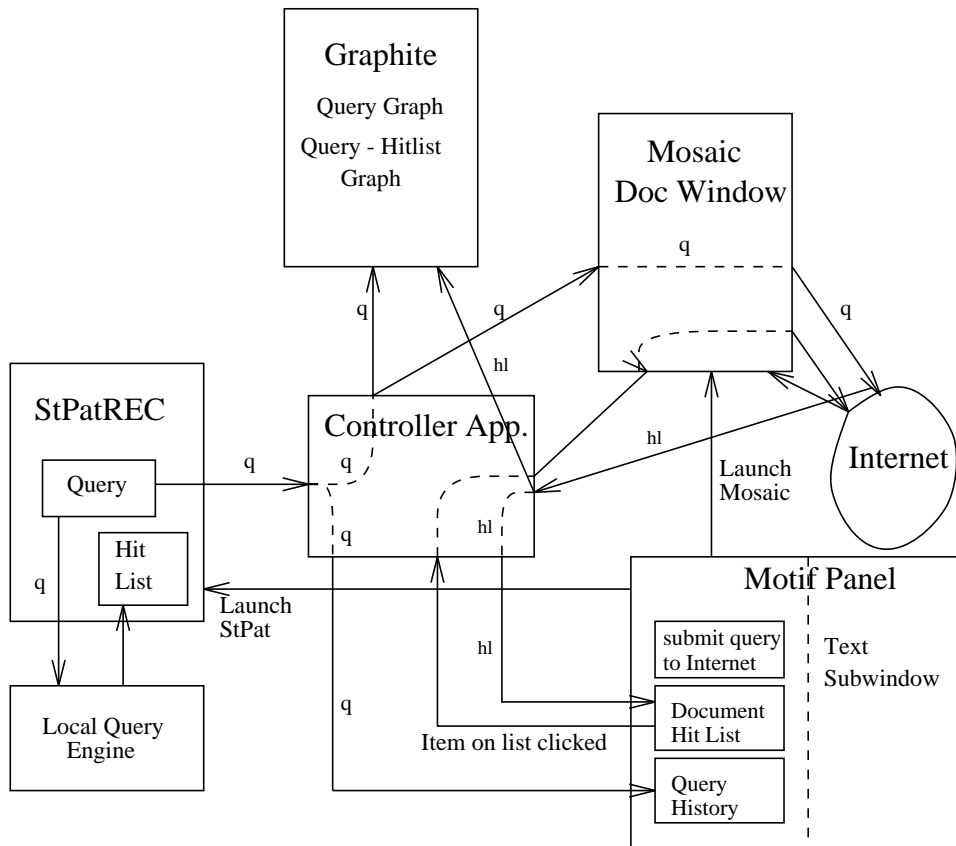 Graphite
Query Graph
Query - Hitlist
Graph
Mosaic
Doc Window
q
q
q
q
hl
StPatREC
Controller App.
hl
Internet
q
q
Query
Launch
Mosaic
Hit
List
q
hl
q
Motif Panel
Launch
StPat
submit query
to Internet
Text
Subwindow
hl
q
Document
Hit List
Local Query
Engine
Item on list clicked
Query
History